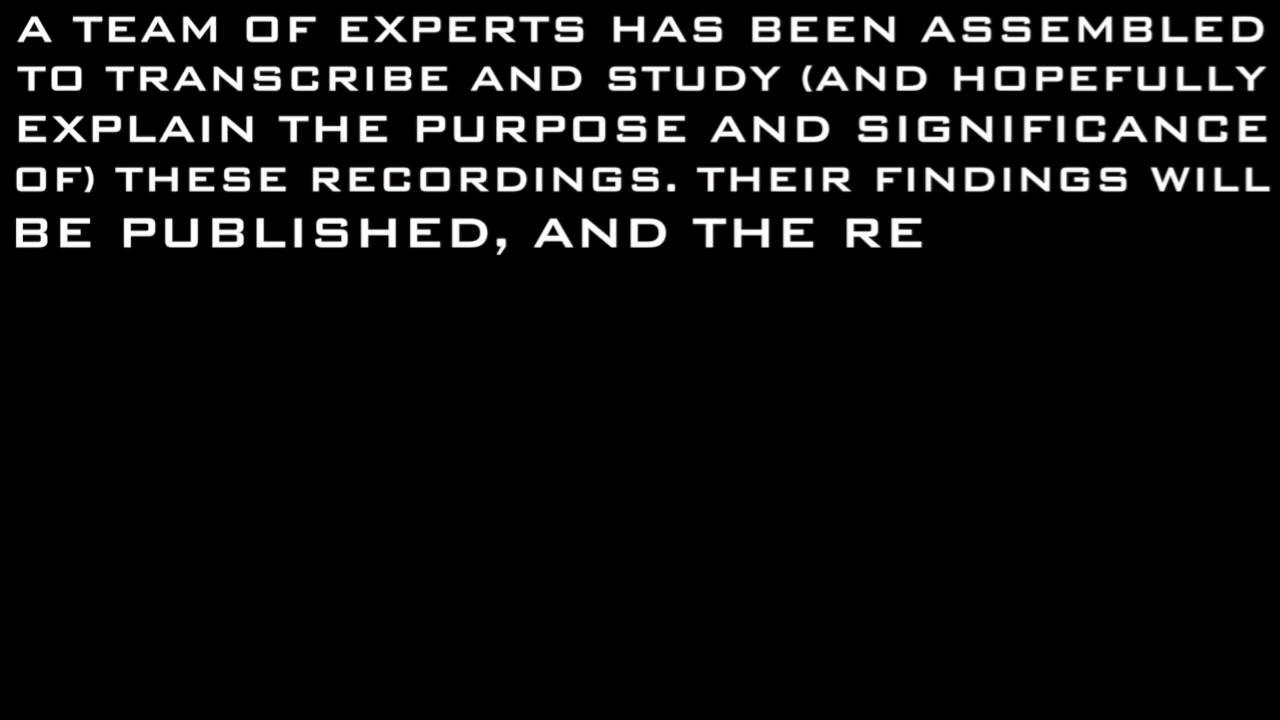 A TEAM OF EXPERTS HAS BEEN ASSEMBLED
TO TRANSCRIBE AND STUDY (AND HOPEFULLY
EXPLAIN THE PURPOSE AND SIGNIFICANCE
OF) THESE RECORDINGS. THEIR FINDINGS WILL
BE PUBLISHED, AND THE RE